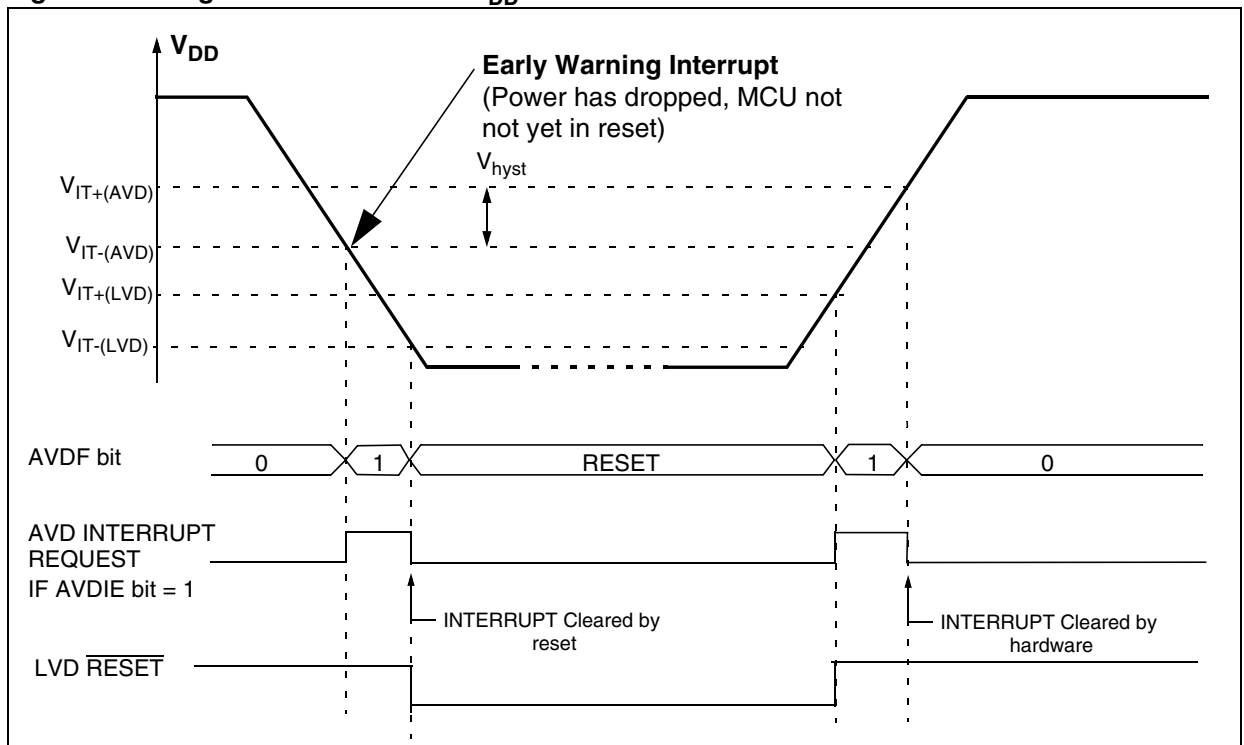 VDD
Early Warning Interrupt
(Power has dropped, MCU not
not yet in reset)
Vhyst
VIT+(AVD)
VIT-(AVD)
VIT+(LVD)
VIT-(LVD)
AVDF bit
0
1
RESET
1
0
AVD INTERRUPT
REQUEST
IF AVDIE bit = 1
INTERRUPT Cleared by
reset
INTERRUPT Cleared by
hardware
LVD RESET